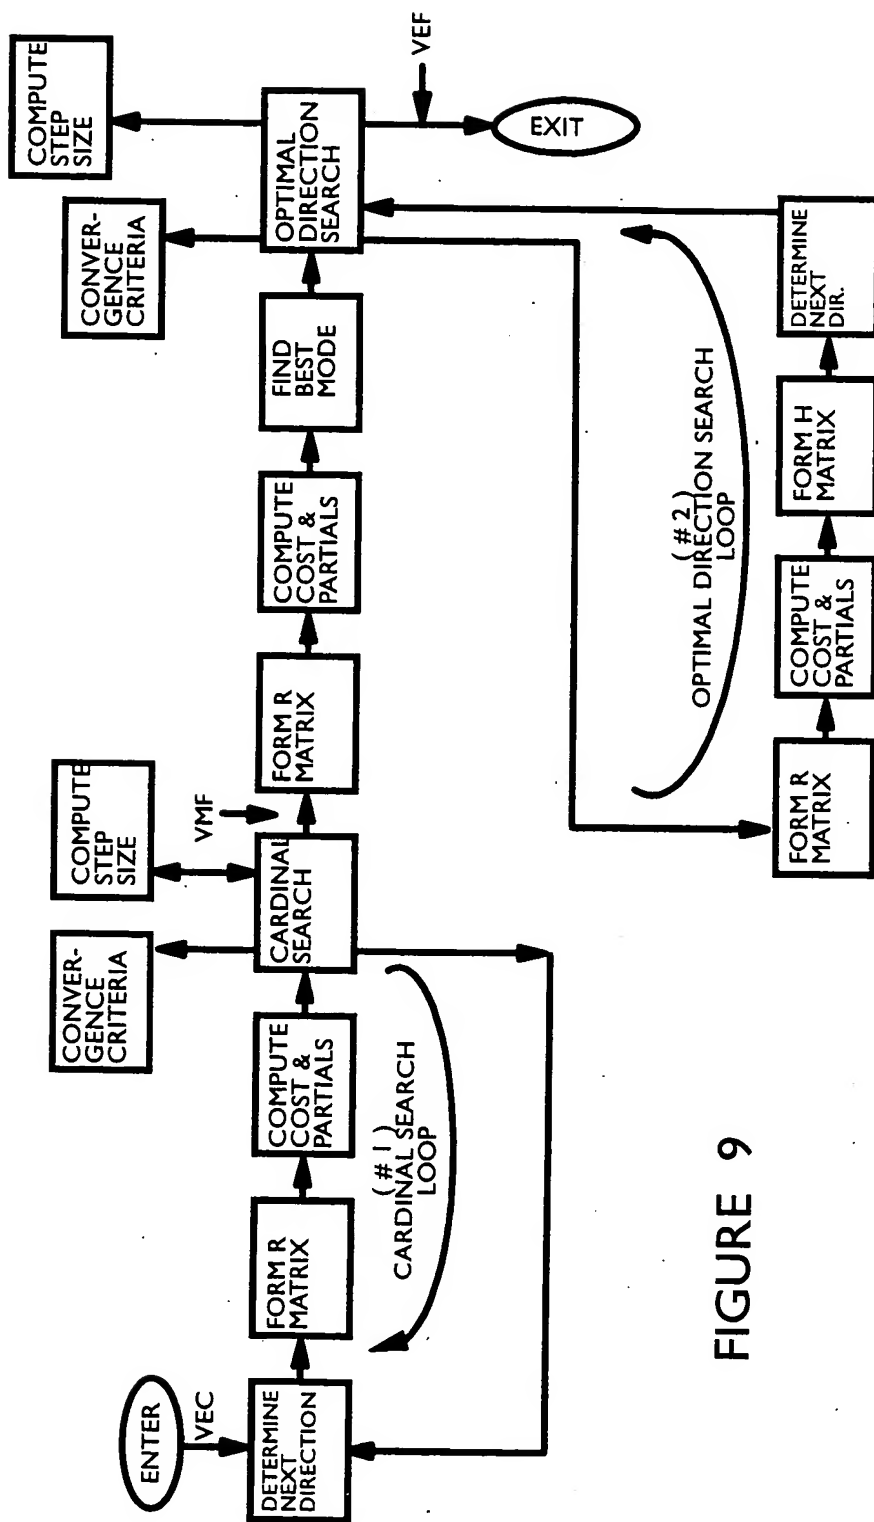 ENTER
VEC
DETERMINE
NEXT
DIRECTION
FORM R
MATRIX
COMPUTE
COST &
PARTIALS
CARDINAL
SEARCH
CONVER-
GENCE
CRITERIA
COMPUTE
STEP
SIZE
VMF
(#1)
CARDINAL SEARCH
LOOP
FORM R
MATRIX
COMPUTE
COST &
PARTIALS
FIND
BEST
MODE
OPTIMAL
DIRECTION
SEARCH
CONVER-
GENCE
CRITERIA
COMPUTE
STEP
SIZE
VEF
EXIT
(#2)
OPTIMAL DIRECTION SEARCH
LOOP
FORM R
MATRIX
COMPUTE
COST &
PARTIALS
FORM H
MATRIX
DETERMINE
NEXT
DIR.
FIGURE 9